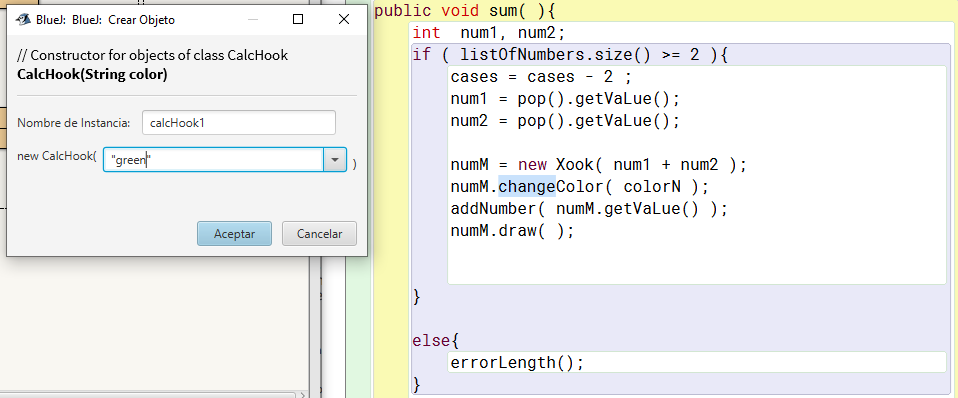 BlueJ: BlueJ: Crear Objeto
// Constructor for objects of class CalcHook
CalcHook(String color)
Nombre de Instancia: calcHook1
new CalcHook( "green" )
Aceptar Cancelar
public void sum( ){
int num1, num2;
if ( listOfNumbers.size() >= 2 ){
cases = cases - 2 ;
num1 = pop().getVaLue();
num2 = pop().getVaLue();
numM = new Xook( num1 + num2 );
numM.changeColor( colorN );
addNumber( numM.getVaLue() );
numM.draw( );
}
else{
errorLength();
}